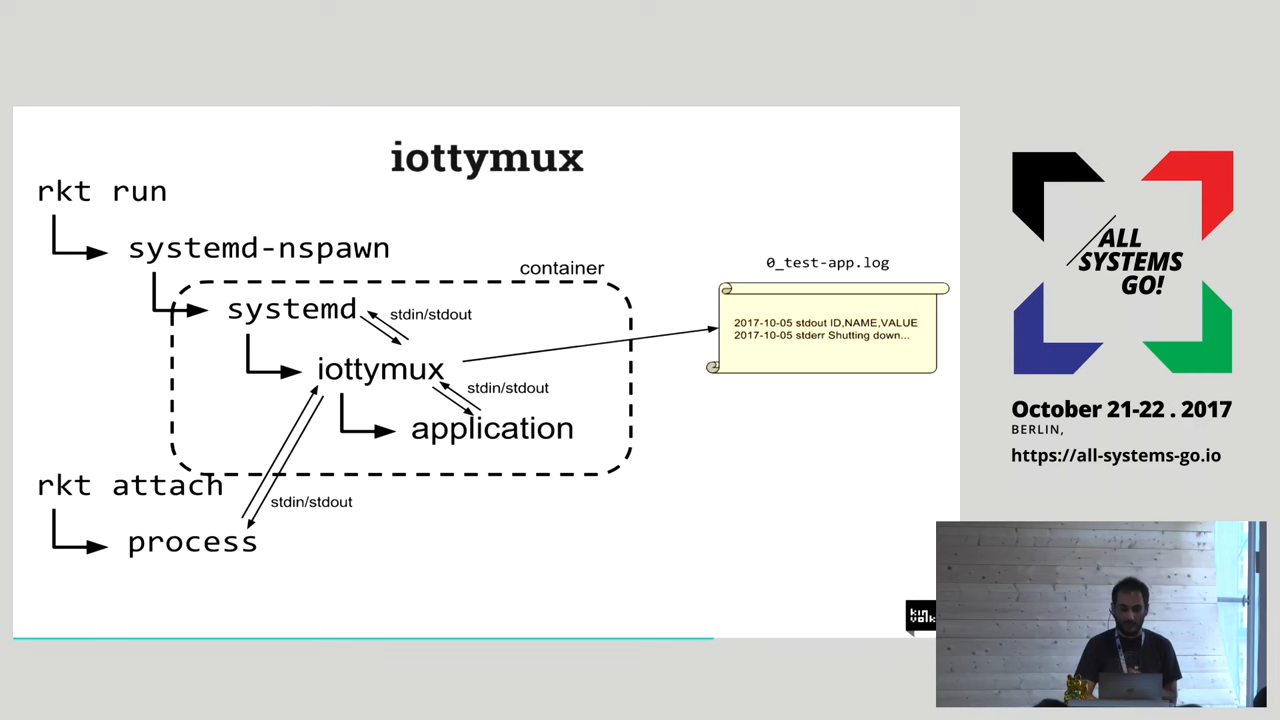 iottymux
rkt run
systemd-nspawn
container
0_test-app.log
systemd
stdin/stdout
2017-10-05 stdout ID,NAME,VALUE
2017-10-05 stderr Shutting down...
iottymux
stdin/stdout
application
rkt attach
stdin/stdout
process
kin
volk
ALL
SYSTEMS
GO!
October 21-22 . 2017
BERLIN,
https://all-systems-go.io